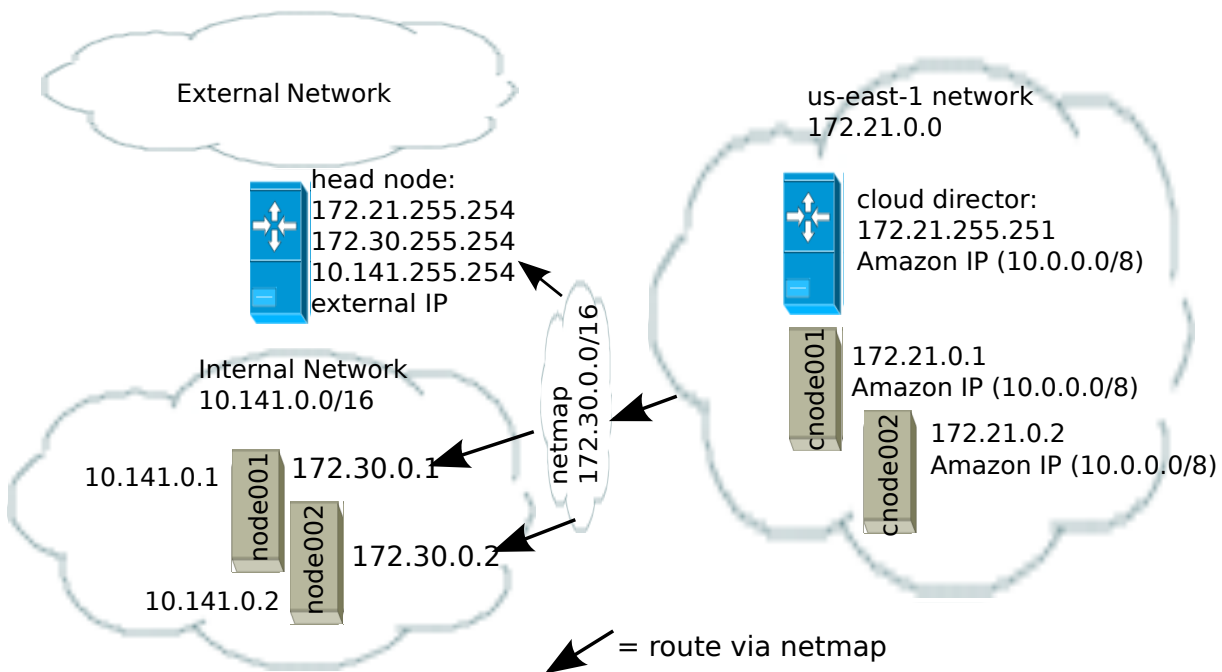 External Network
us-east-1 network
172.21.0.0
head node:
172.21.255.254
172.30.255.254
10.141.255.254
external IP
cloud director:
172.21.255.251
Amazon IP (10.0.0.0/8)
netmap
172.30.0.0/16
cnode001
172.21.0.1
Amazon IP (10.0.0.0/8)
cnode002
172.21.0.2
Amazon IP (10.0.0.0/8)
Internal Network
10.141.0.0/16
10.141.0.1
node001
172.30.0.1
node002
172.30.0.2
10.141.0.2
= route via netmap